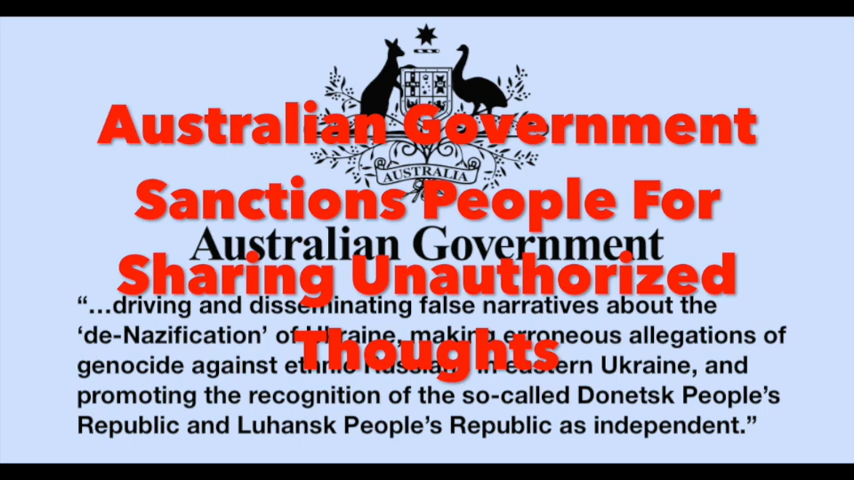 AUSTRALIA
Australian Government
Sanctions People For
Australian Government
Sharing Unauthorized
Thoughts
“...driving and disseminating false narratives about the
‘de-Nazification’ of Ukraine, making erroneous allegations of
genocide against ethnic Russians in eastern Ukraine, and
promoting the recognition of the so-called Donetsk People’s
Republic and Luhansk People’s Republic as independent.”